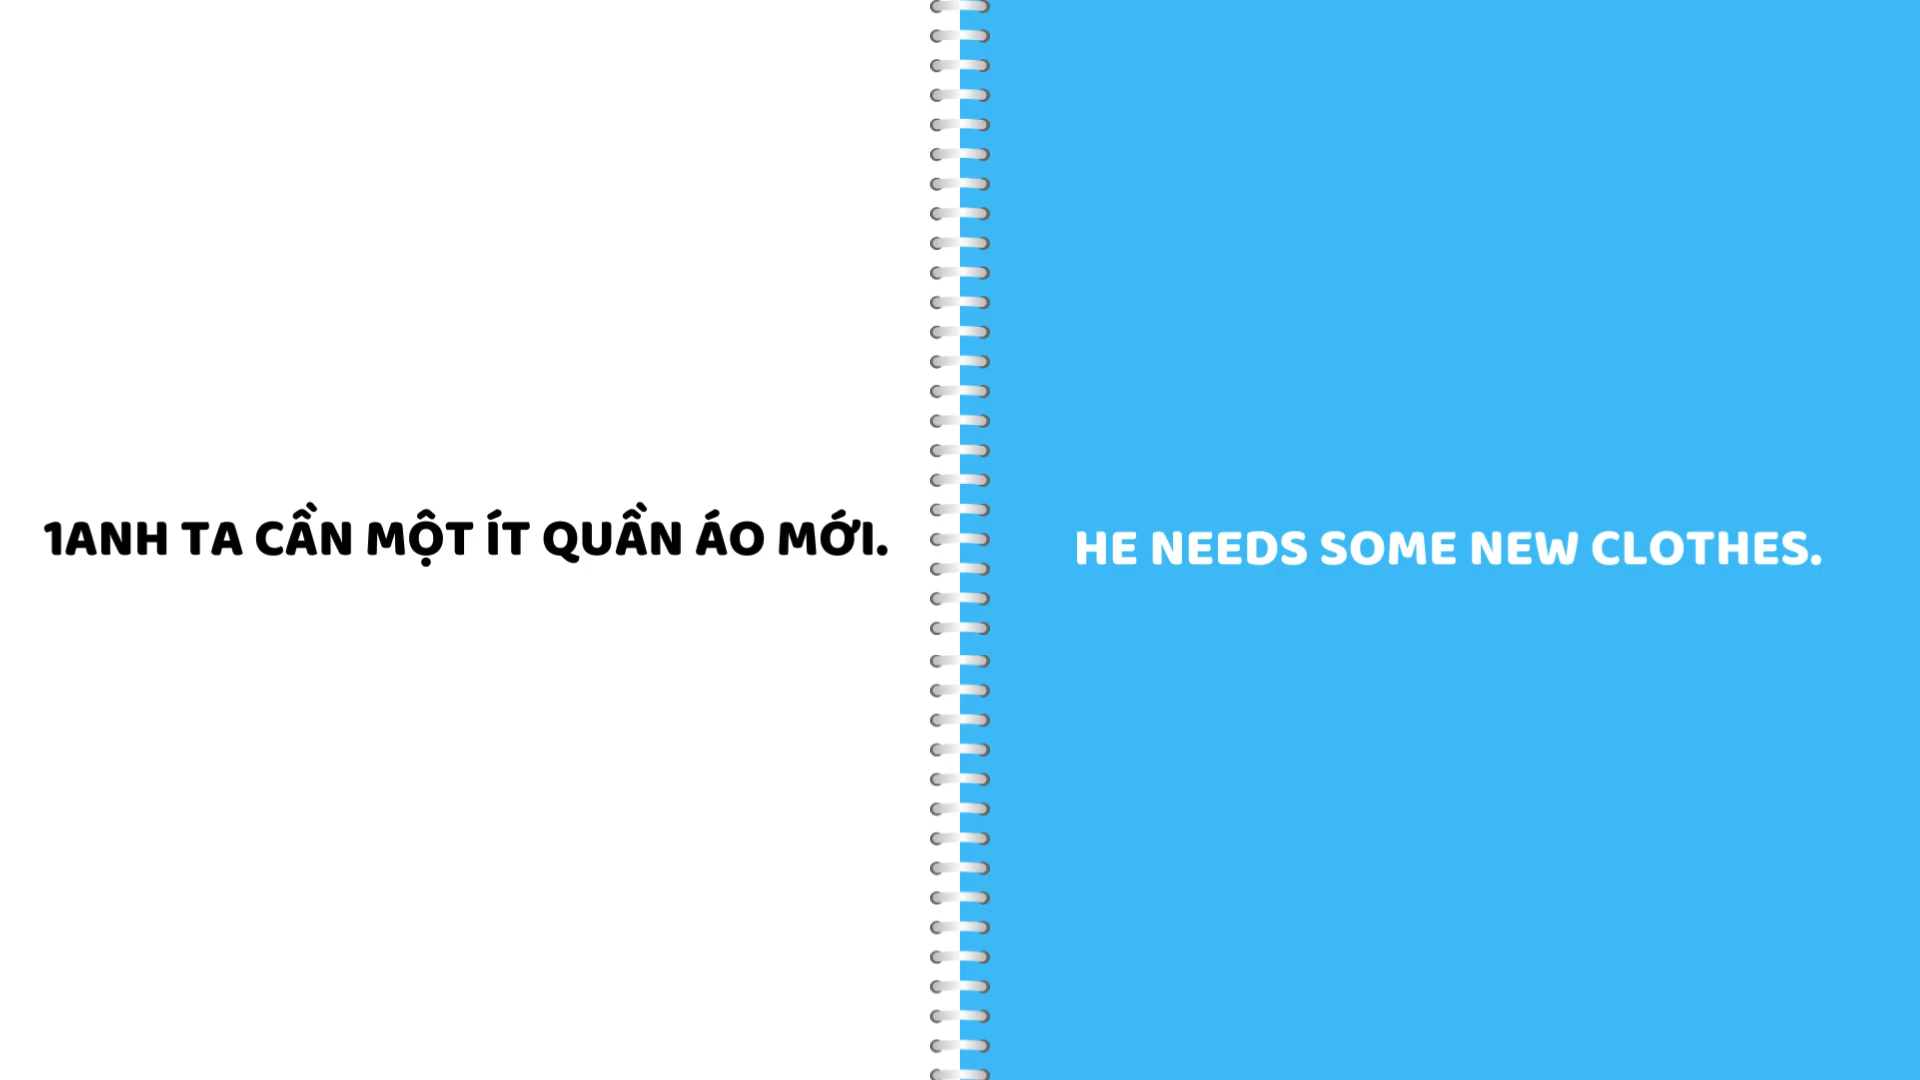 1ANH TA CẦN MỘT ÍT QUẦN ÁO MỚI.
HE NEEDS SOME NEW CLOTHES.